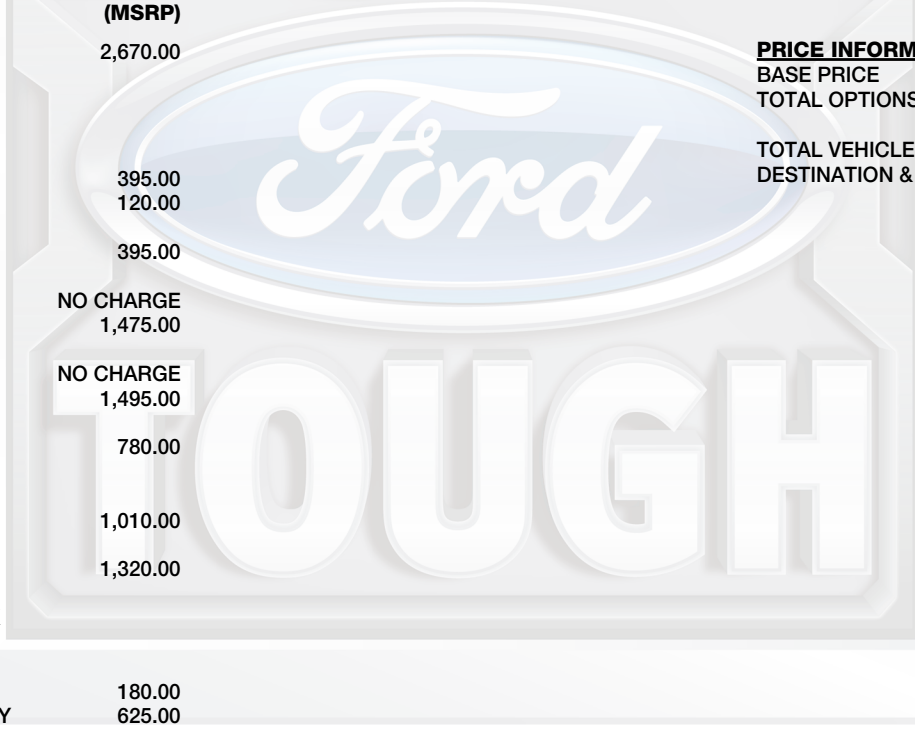 (MSRP)
2,670.00
395.00
120.00
395.00
NO CHARGE
1,475.00
NO CHARGE
1,495.00
780.00
1,010.00
1,320.00
180.00
Y 625.00
PRICE INFORM
BASE PRICE
TOTAL OPTIONS
TOTAL VEHICLE
DESTINATION &
Ford
TOUGH